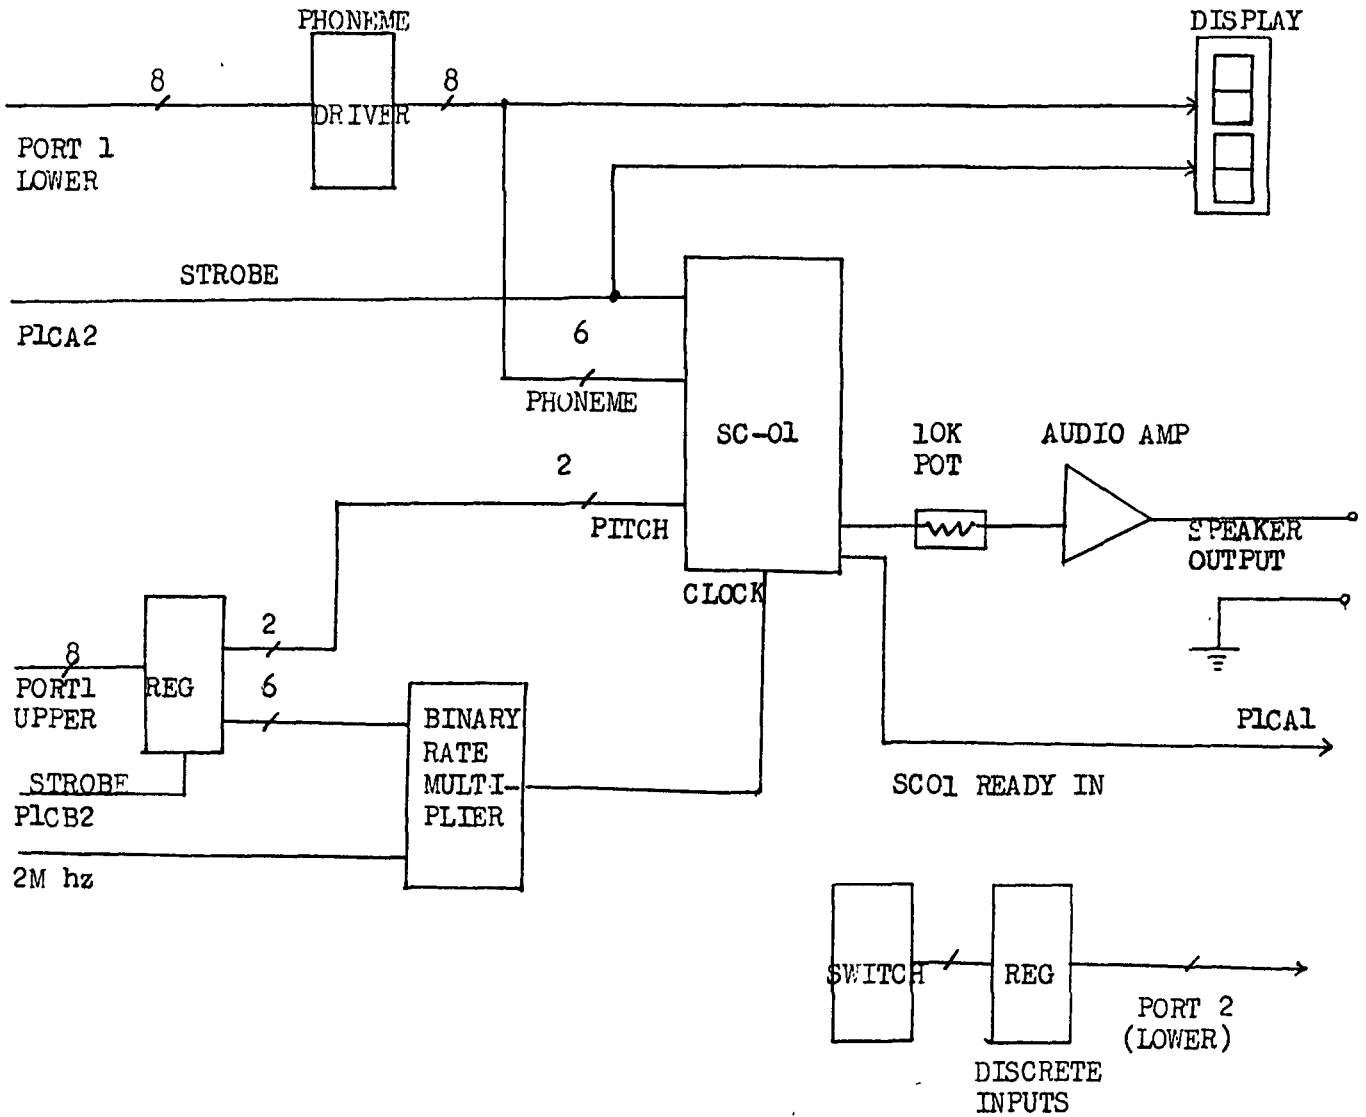 PHONEME
DISPLAY
8
8
DRIVER
PORT 1
LOWER
STROBE
P1CA2
6
PHONEME
SC-01
10K
POT
AUDIO AMP
2
PITCH
SPEAKER
OUTPUT
CLOCK
2
8
PORT1
UPPER
REG
6
BINARY
RATE
MULTI-
PLIER
P1CA1
STROBE
P1CB2
SC01 READY IN
2M hz
SWITCH
REG
PORT 2
(LOWER)
DISCRETE
INPUTS